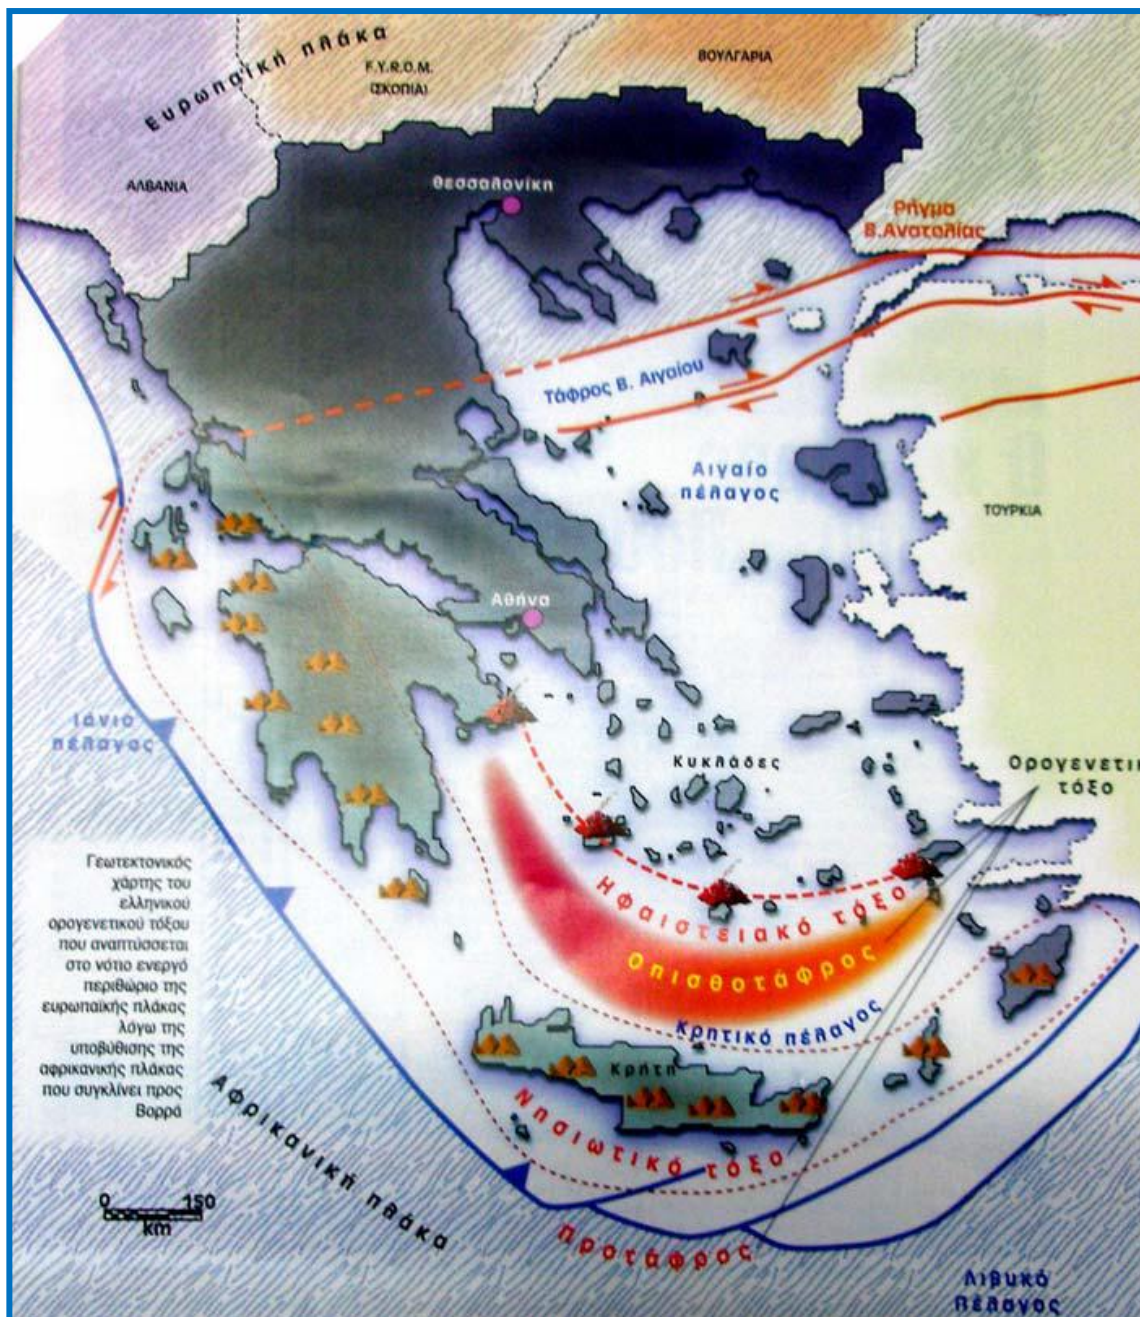 Ευρωπαϊκή πλάκα
F.Y.R.O.M.
(ΣΚΟΠΙΑ)
ΒΟΥΛΓΑΡΙΑ
ΑΛΒΑΝΙΑ
Θεσσαλονίκη
Ρήγμα
Β.Ανατολίας
Τάφρος Β. Αιγαίου
Αιγαίο
πέλαγος
ΤΟΥΡΚΙΑ
Αθήνα
Ιόνιο
πέλαγος
Κυκλάδες
Ορογενετικ
τόξο
Γεωτεκτονικός
χάρτης του
ελληνικού
ορογενετικού τόξου
που αναπτύσσεται
στο νότιο ενεργό
περιθώριο της
ευρωπαϊκής πλάκας
λόγω της
υποβύθισης της
αφρικανικής πλάκας
που συγκλίνει προς
Βορρά
Ηφαιστειακό τόξο
Οπισθοτάφρος
Κρητικό πέλαγος
Κρήτη
Νησιωτικό τόξο
Αφρικανική πλάκα
0 150
km
Προτάφρος
Λιβυκό
Πέλαγος